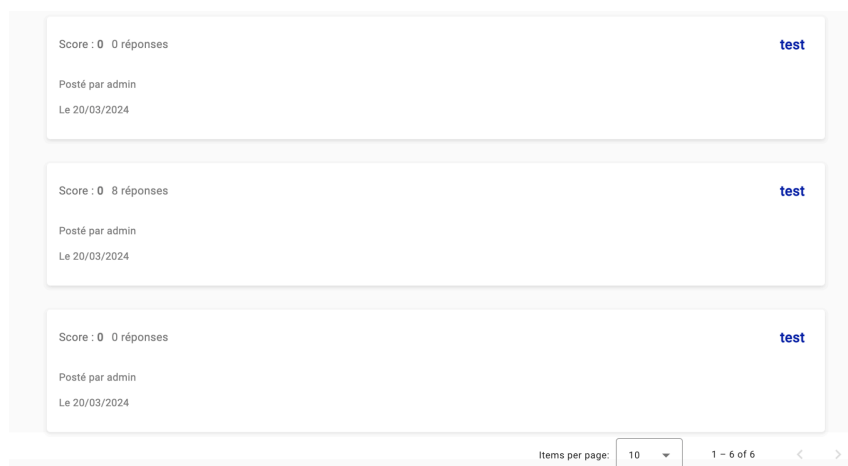 Score : 0 0 réponses test
Posté par admin
Le 20/03/2024
Score : 0 8 réponses test
Posté par admin
Le 20/03/2024
Score : 0 0 réponses test
Posté par admin
Le 20/03/2024
Items per page: 10 1 – 6 of 6